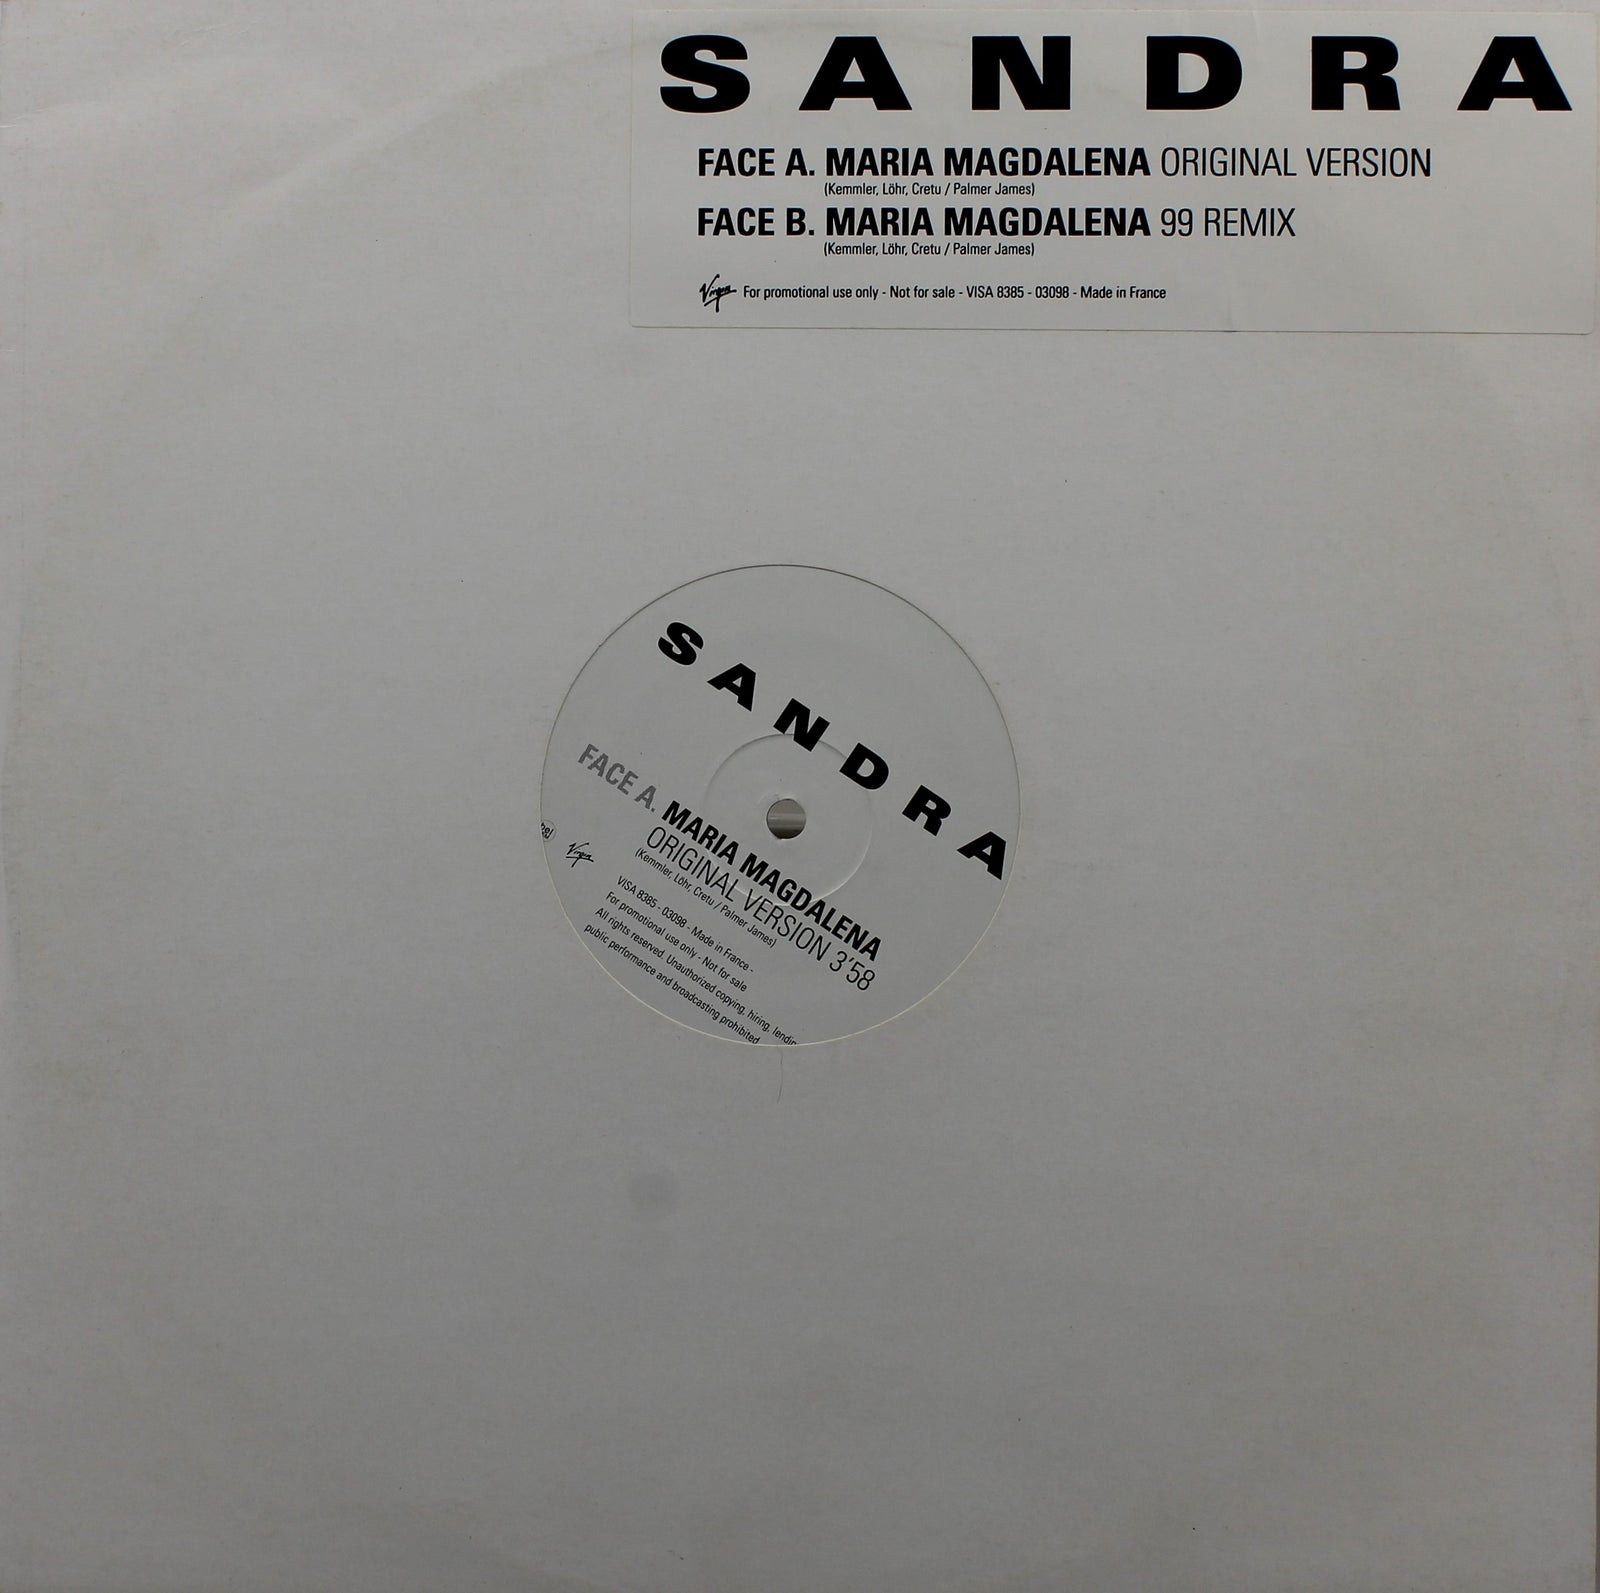 SANDRA
FACE A. MARIA MAGDALENA ORIGINAL VERSION
(Kemmler, Löhr, Cretu / Palmer James)
FACE B. MARIA MAGDALENA 99 REMIX
(Kemmler, Löhr, Cretu / Palmer James)
Virgin For promotional use only - Not for sale - VISA 8385 - 03098 - Made in France
SANDRA
FACE A. MARIA MAGDALENA
ORIGINAL VERSION 3'58
(Kemmler, Löhr, Cretu / Palmer James)
Virgin
VISA 8385 - 03098 - Made in France -
For promotional use only - Not for sale
All rights reserved. Unauthorized copying, hiring,
public performance and broadcasting prohibited